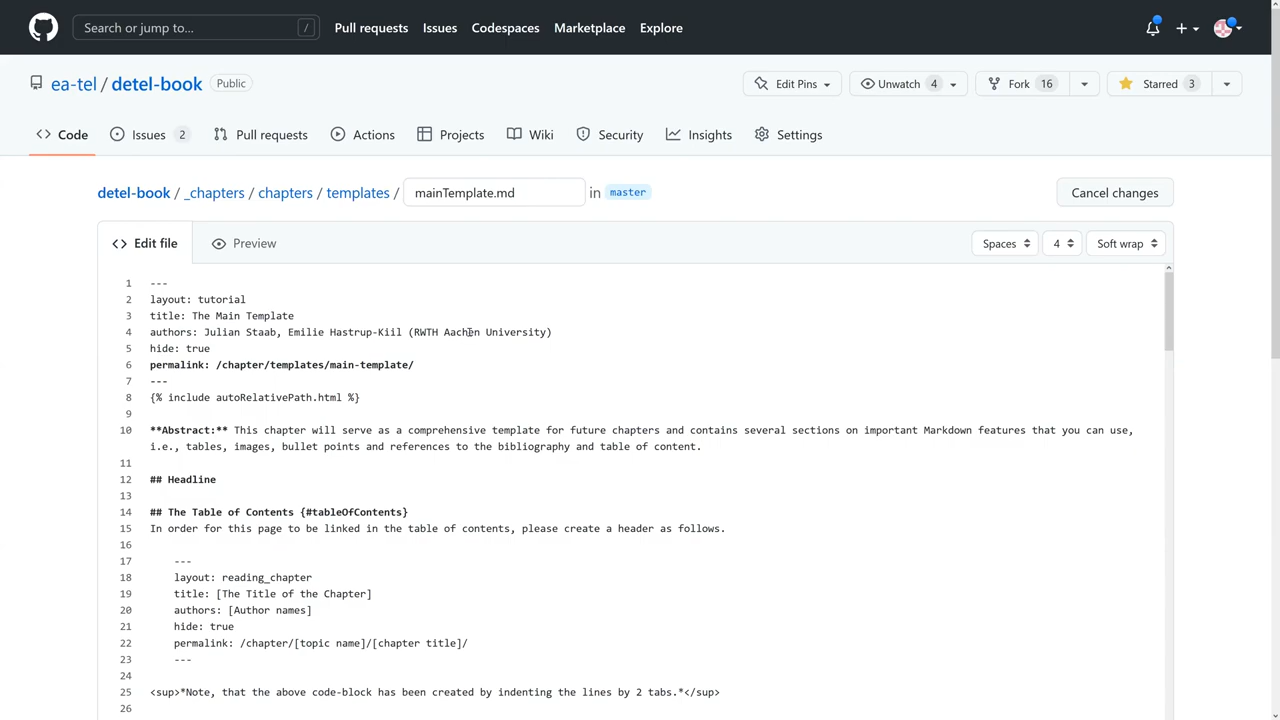 Search or jump to... / Pull requests Issues Codespaces Marketplace Explore
ea-tel / detel-book Public Edit Pins Unwatch 4 Fork 16 Starred 3
Code Issues 2 Pull requests Actions Projects Wiki Security Insights Settings
detel-book / _chapters / chapters / templates / mainTemplate.md in master Cancel changes
<> Edit file Preview Spaces 4 Soft wrap
1 ---
2 layout: tutorial
3 title: The Main Template
4 authors: Julian Staab, Emilie Hastrup-Kiil (RWTH Aachen University)
5 hide: true
6 permalink: /chapter/templates/main-template/
7 ---
8 {% include autoRelativePath.html %}
9
10 **Abstract:** This chapter will serve as a comprehensive template for future chapters and contains several sections on important Markdown features that you can use,
i.e., tables, images, bullet points and references to the bibliography and table of content.
11
12 ## Headline
13
14 ## The Table of Contents {#tableOfContents}
15 In order for this page to be linked in the table of contents, please create a header as follows.
16
17 ---
18 layout: reading_chapter
19 title: [The Title of the Chapter]
20 authors: [Author names]
21 hide: true
22 permalink: /chapter/[topic name]/[chapter title]/
23 ---
24
25 <sup>*Note, that the above code-block has been created by indenting the lines by 2 tabs.*</sup>
26